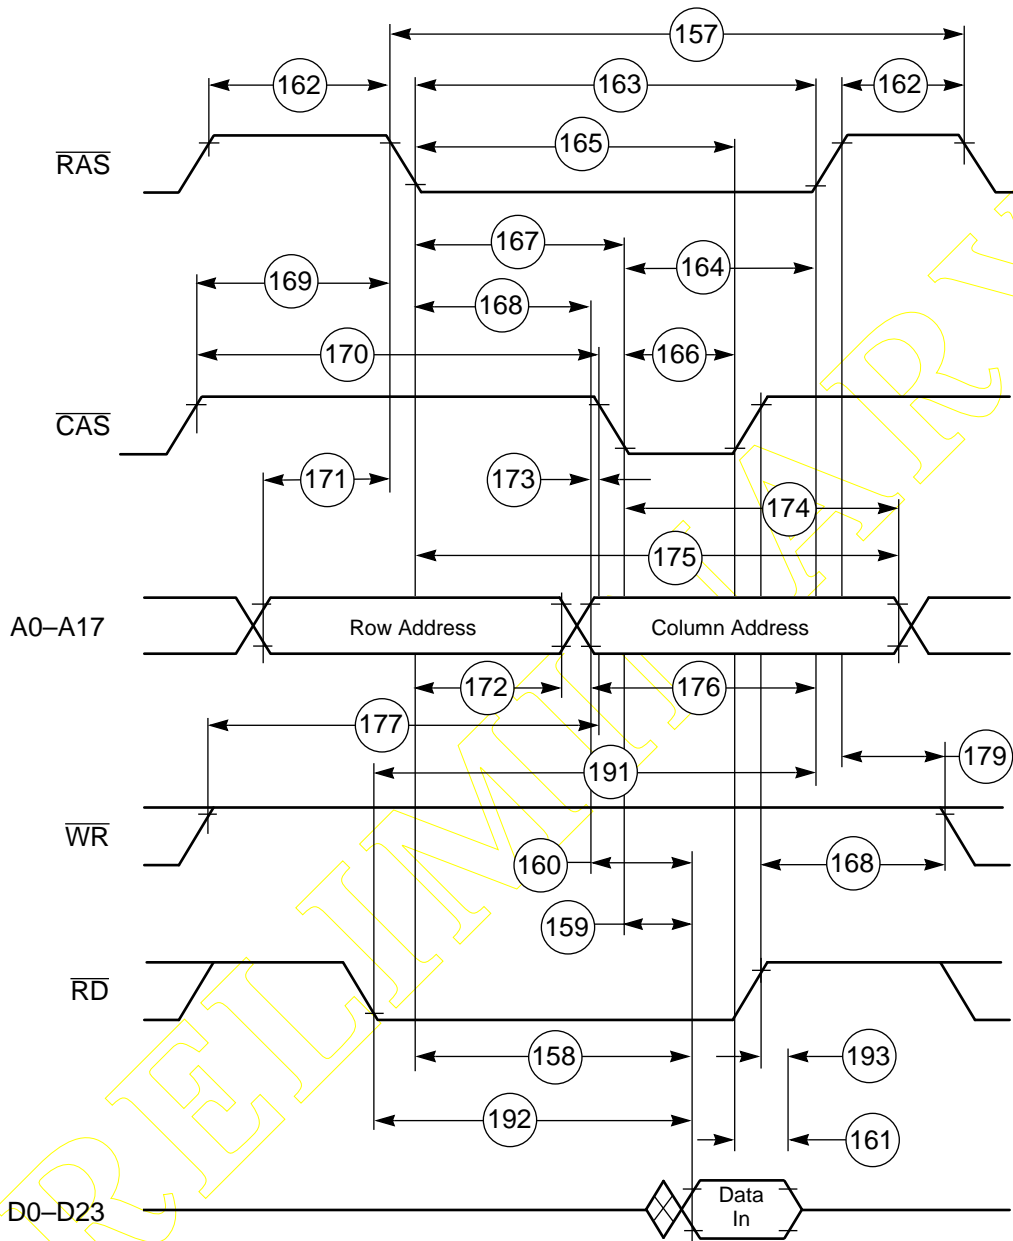 157
162
163
162
165
RAS
167
164
169
168
170
166
CAS
171
173
174
175
A0–A17
Row Address
Column Address
172
176
177
179
191
WR
160
168
159
RD
158
193
192
161
D0–D23
Data
In
PRELIMINARY